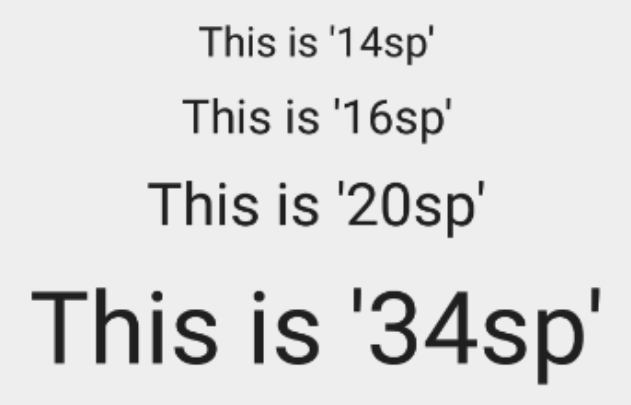 This is '14sp'
This is '16sp'
This is '20sp'
This is '34sp'